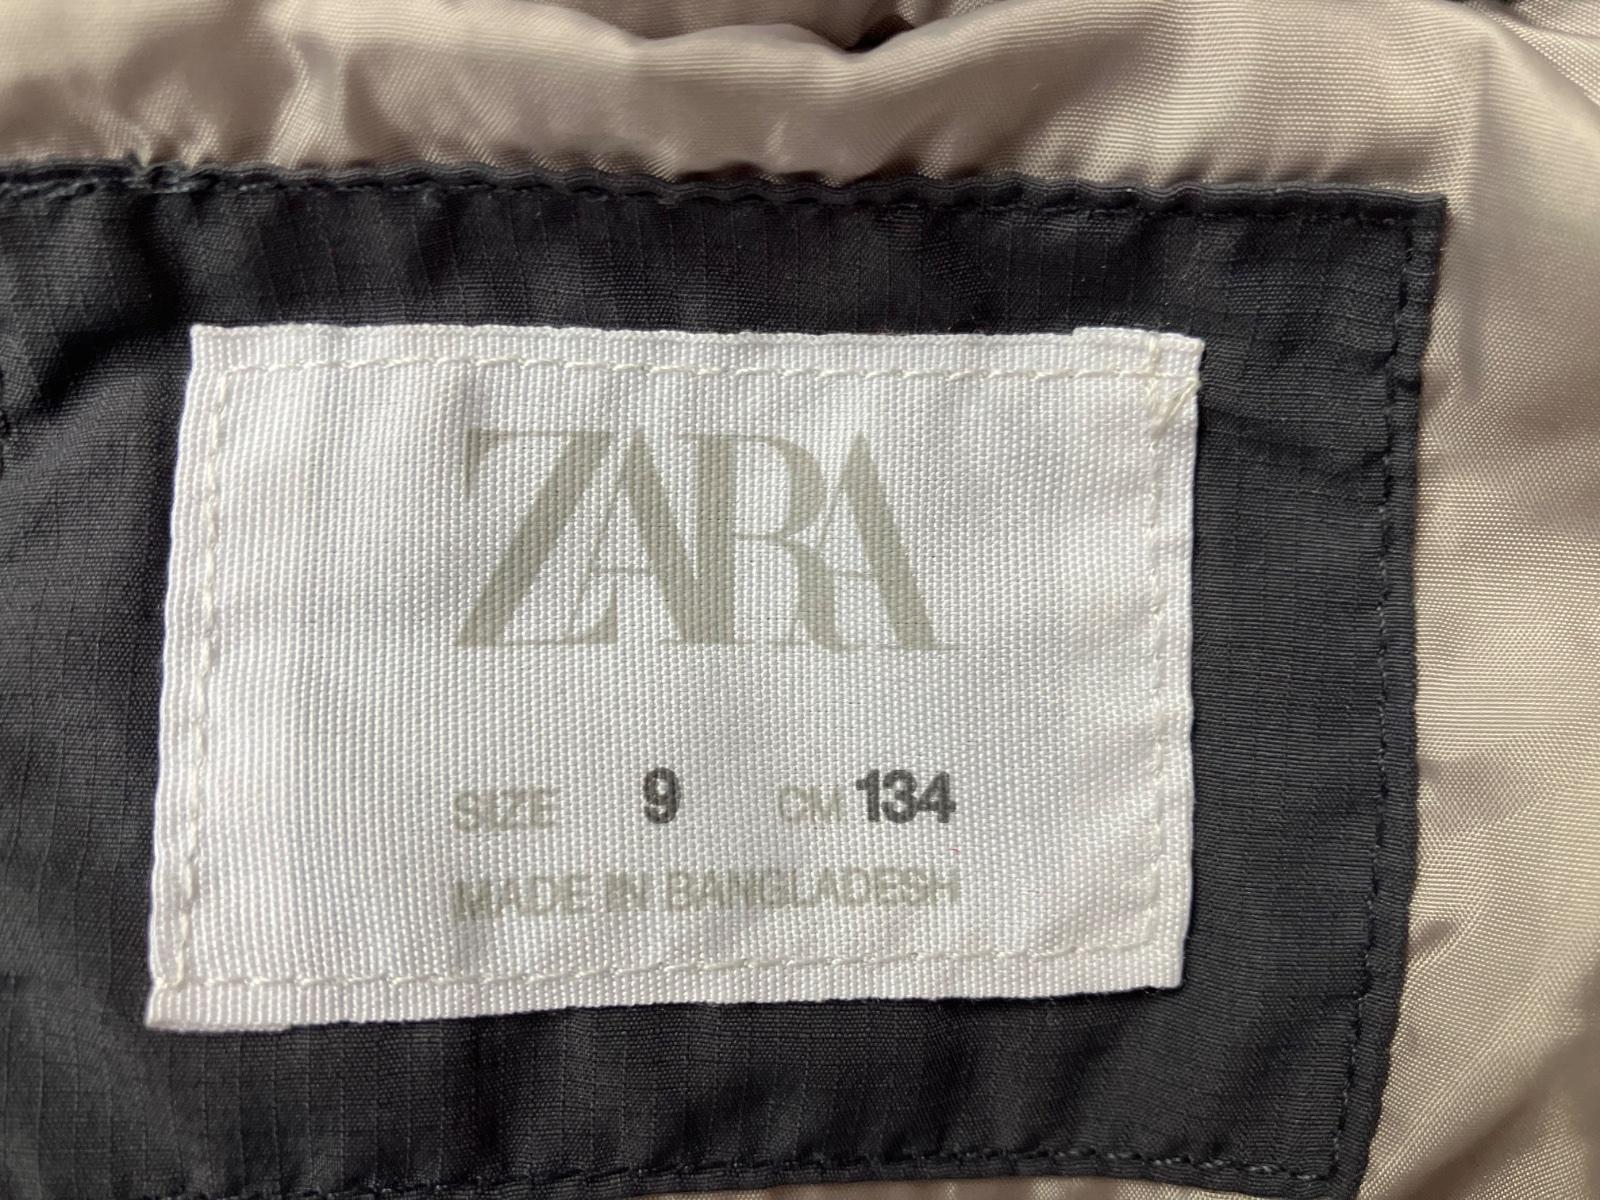 ZARA
SIZE 9 CM 134
MADE IN BANGLADESH